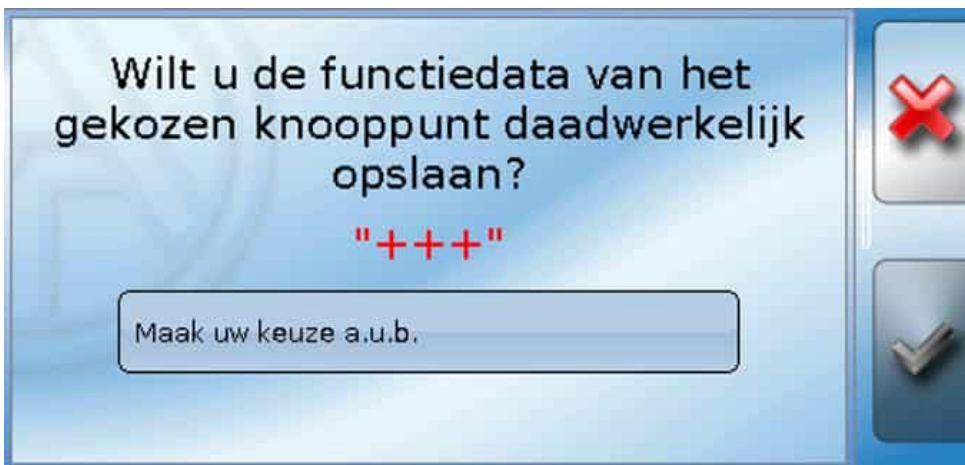 Wilt u de functiedata van het
gekozen knooppunt daadwerkelijk
opslaan?
"+++"
Maak uw keuze a.u.b.